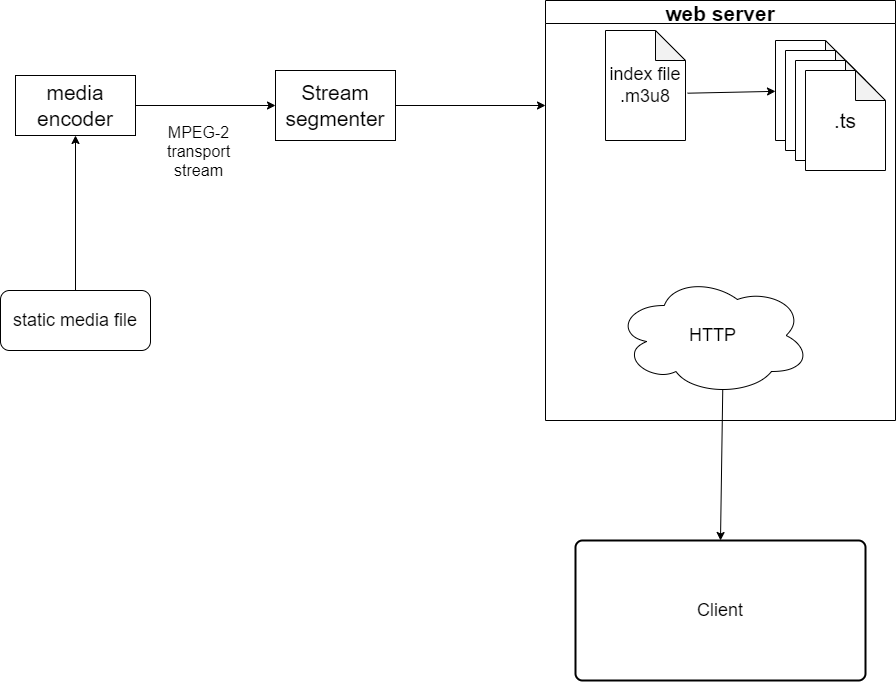 web server
index file
.m3u8
.ts
media
encoder
Stream
segmenter
MPEG-2
transport
stream
static media file
HTTP
Client